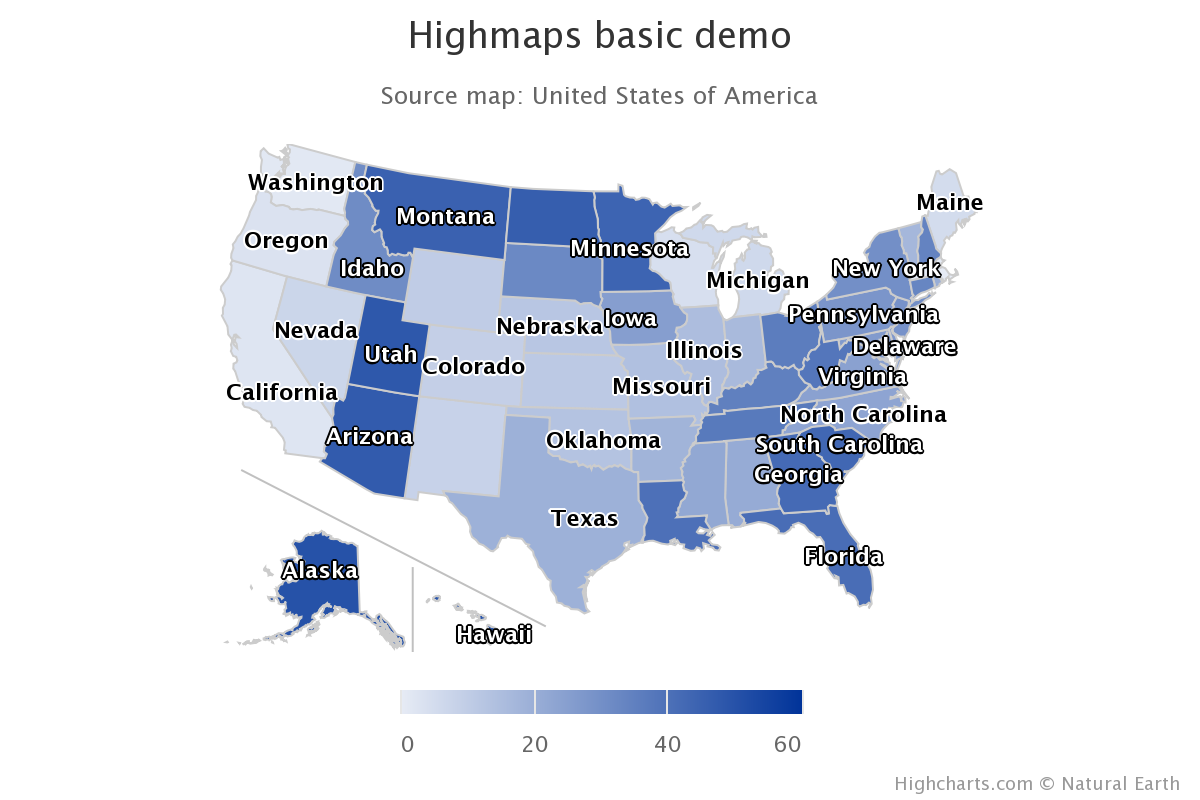 Highmaps basic demo
Source map: United States of America
Washington
Maine
Montana
Oregon
Minnesota
Idaho
New York
Michigan
Pennsylvania
Iowa
Nebraska
Nevada
Delaware
Illinois
Utah
Colorado
Virginia
Missouri
California
North Carolina
Arizona
Oklahoma
South Carolina
Georgia
Texas
Florida
Alaska
Hawaii
0 20 40 60
Highcharts.com © Natural Earth